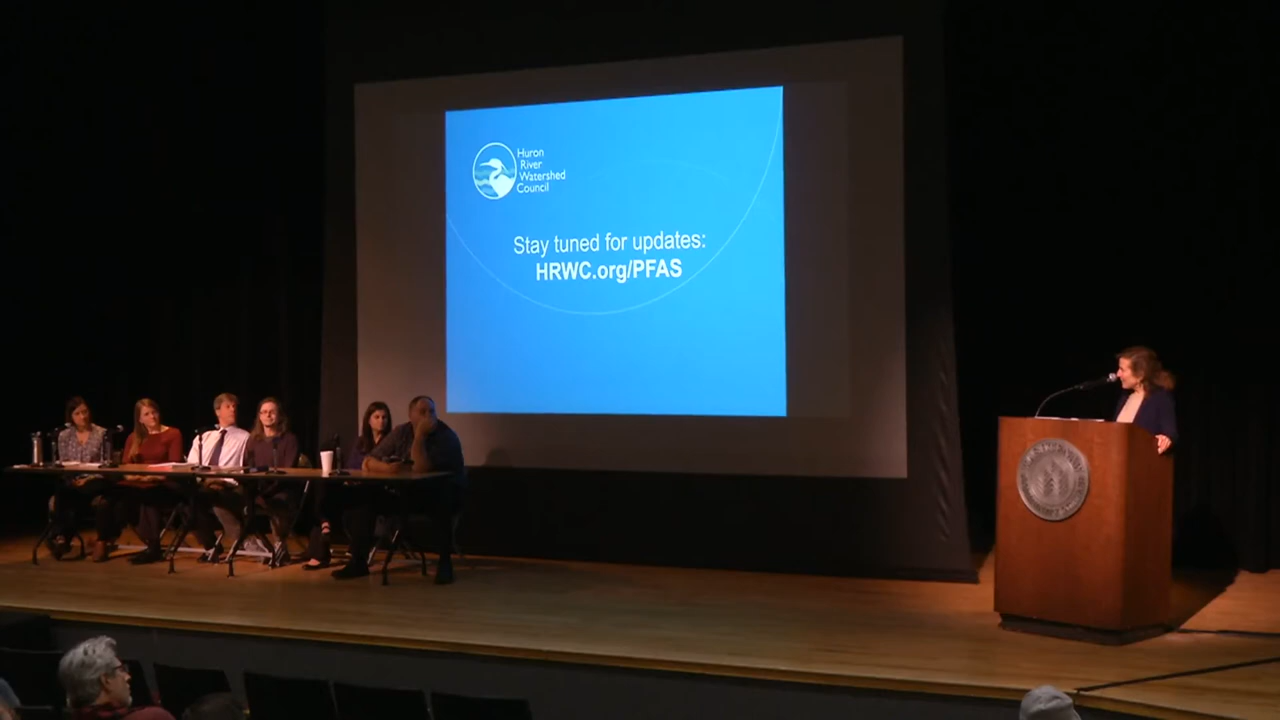 Huron
River
Watershed
Council
Stay tuned for updates:
HRWC.org/PFAS